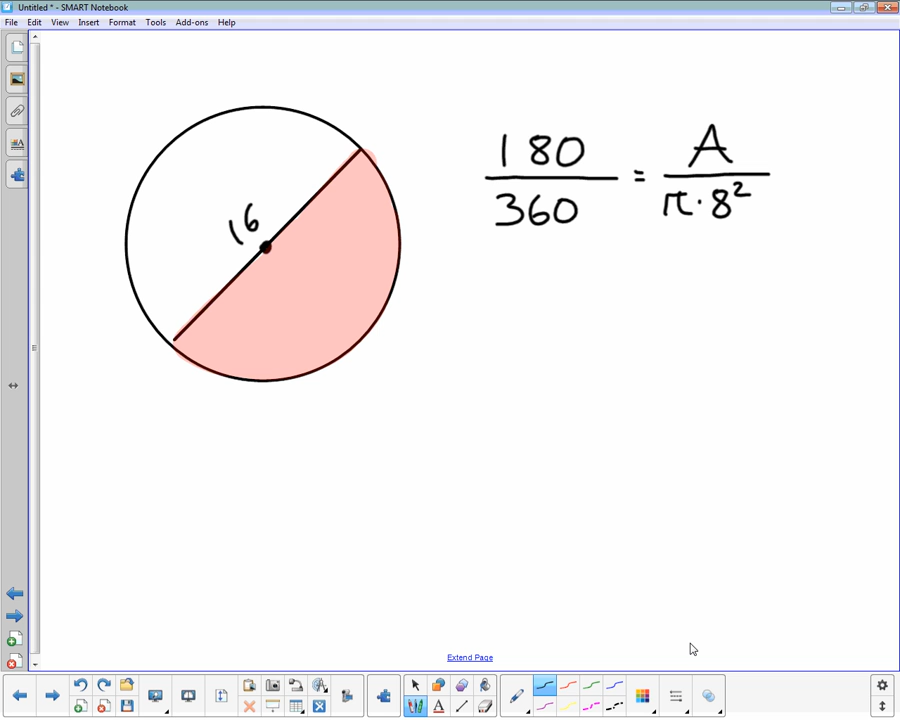 Untitled * - SMART Notebook
File Edit View Insert Format Tools Add-ons Help
16
180/360 = A/π·8²
Extend Page